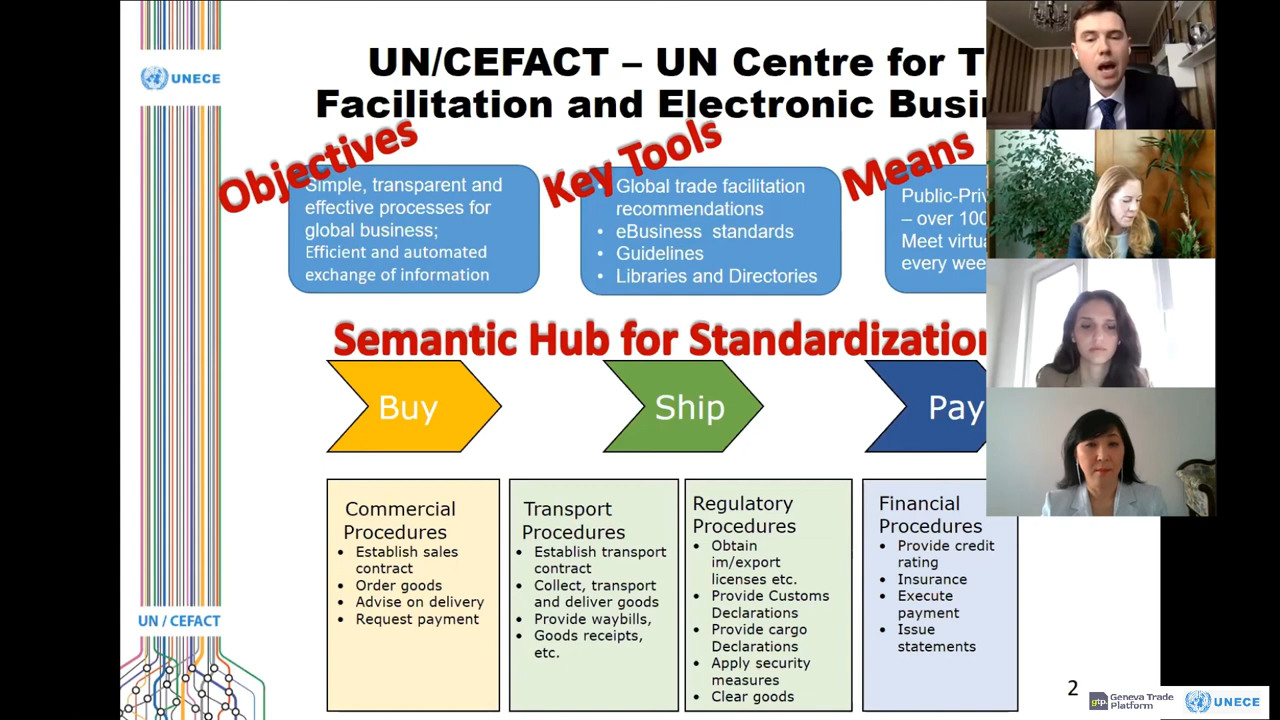 UN/CEFACT – UN Centre for T
Facilitation and Electronic Busi
UNECE
Objectives
Key Tools
Means
Simple, transparent and
effective processes for
global business;
Efficient and automated
exchange of information
• Global trade facilitation
recommendations
• eBusiness standards
• Guidelines
• Libraries and Directories
Public-Priv
– over 100
Meet virtua
every wee
Semantic Hub for Standardization
Buy
Ship
Pay
Commercial
Procedures
• Establish sales
contract
• Order goods
• Advise on delivery
• Request payment
Transport
Procedures
• Establish transport
contract
• Collect, transport
and deliver goods
• Provide waybills,
• Goods receipts,
etc.
Regulatory
Procedures
• Obtain
im/export
licenses etc.
• Provide Customs
Declarations
• Provide cargo
Declarations
• Apply security
measures
• Clear goods
Financial
Procedures
• Provide credit
rating
• Insurance
• Execute
payment
• Issue
statements
UN / CEFACT
2
gtp Geneva Trade
Platform
UNECE